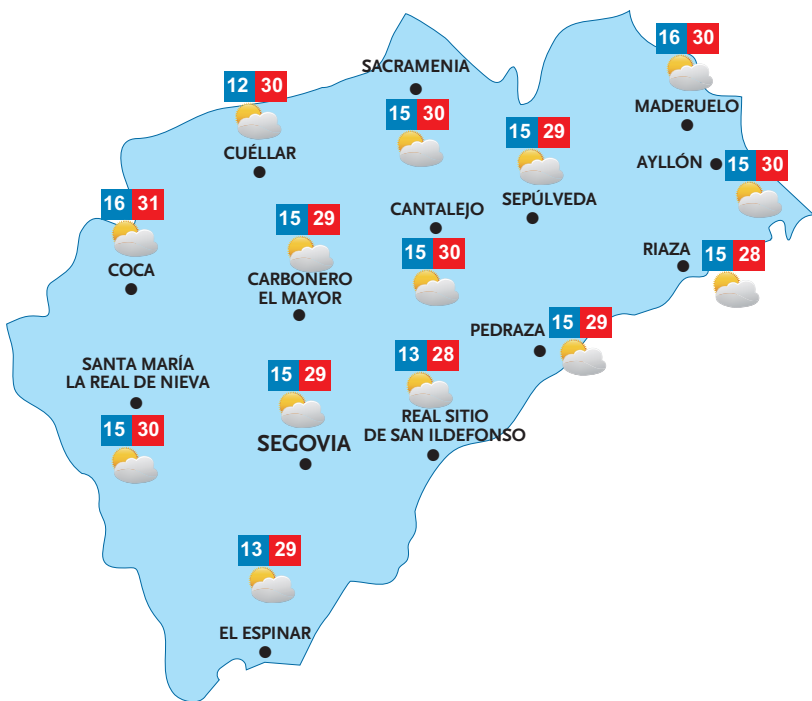 16 30
MADERUELO
SACRAMENIA
15 30
12 30
CUÉLLAR
15 29
SEPÚLVEDA
AYLLÓN
15 30
16 31
COCA
15 29
CARBONERO
EL MAYOR
CANTALEJO
15 30
RIAZA
15 28
PEDRAZA
15 29
SANTA MARÍA
LA REAL DE NIEVA
15 30
15 29
SEGOVIA
13 28
REAL SITIO
DE SAN ILDEFONSO
13 29
EL ESPINAR